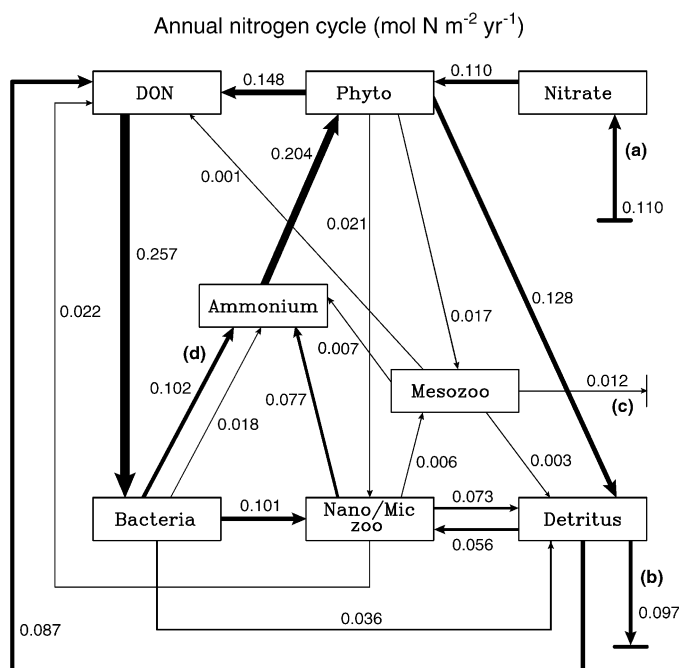 Annual nitrogen cycle (mol N m⁻² yr⁻¹)
DON
0.148
Phyto
0.110
Nitrate
0.204
(a)
0.001
0.110
0.021
0.257
0.128
Ammonium
0.022
0.017
0.007
(d)
0.012
0.102
Mesozoo
0.077
(c)
0.018
0.006
0.003
Bacteria
0.101
Nano/Mic
zoo
0.073
0.056
Detritus
(b)
0.036
0.097
0.087